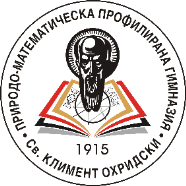 ПРИРОДО-МАТЕМАТИЧЕСКА ПРОФИЛИРАНА ГИМНАЗИЯ
1915
Св. КЛИМЕНТ ОХРИДСКИ